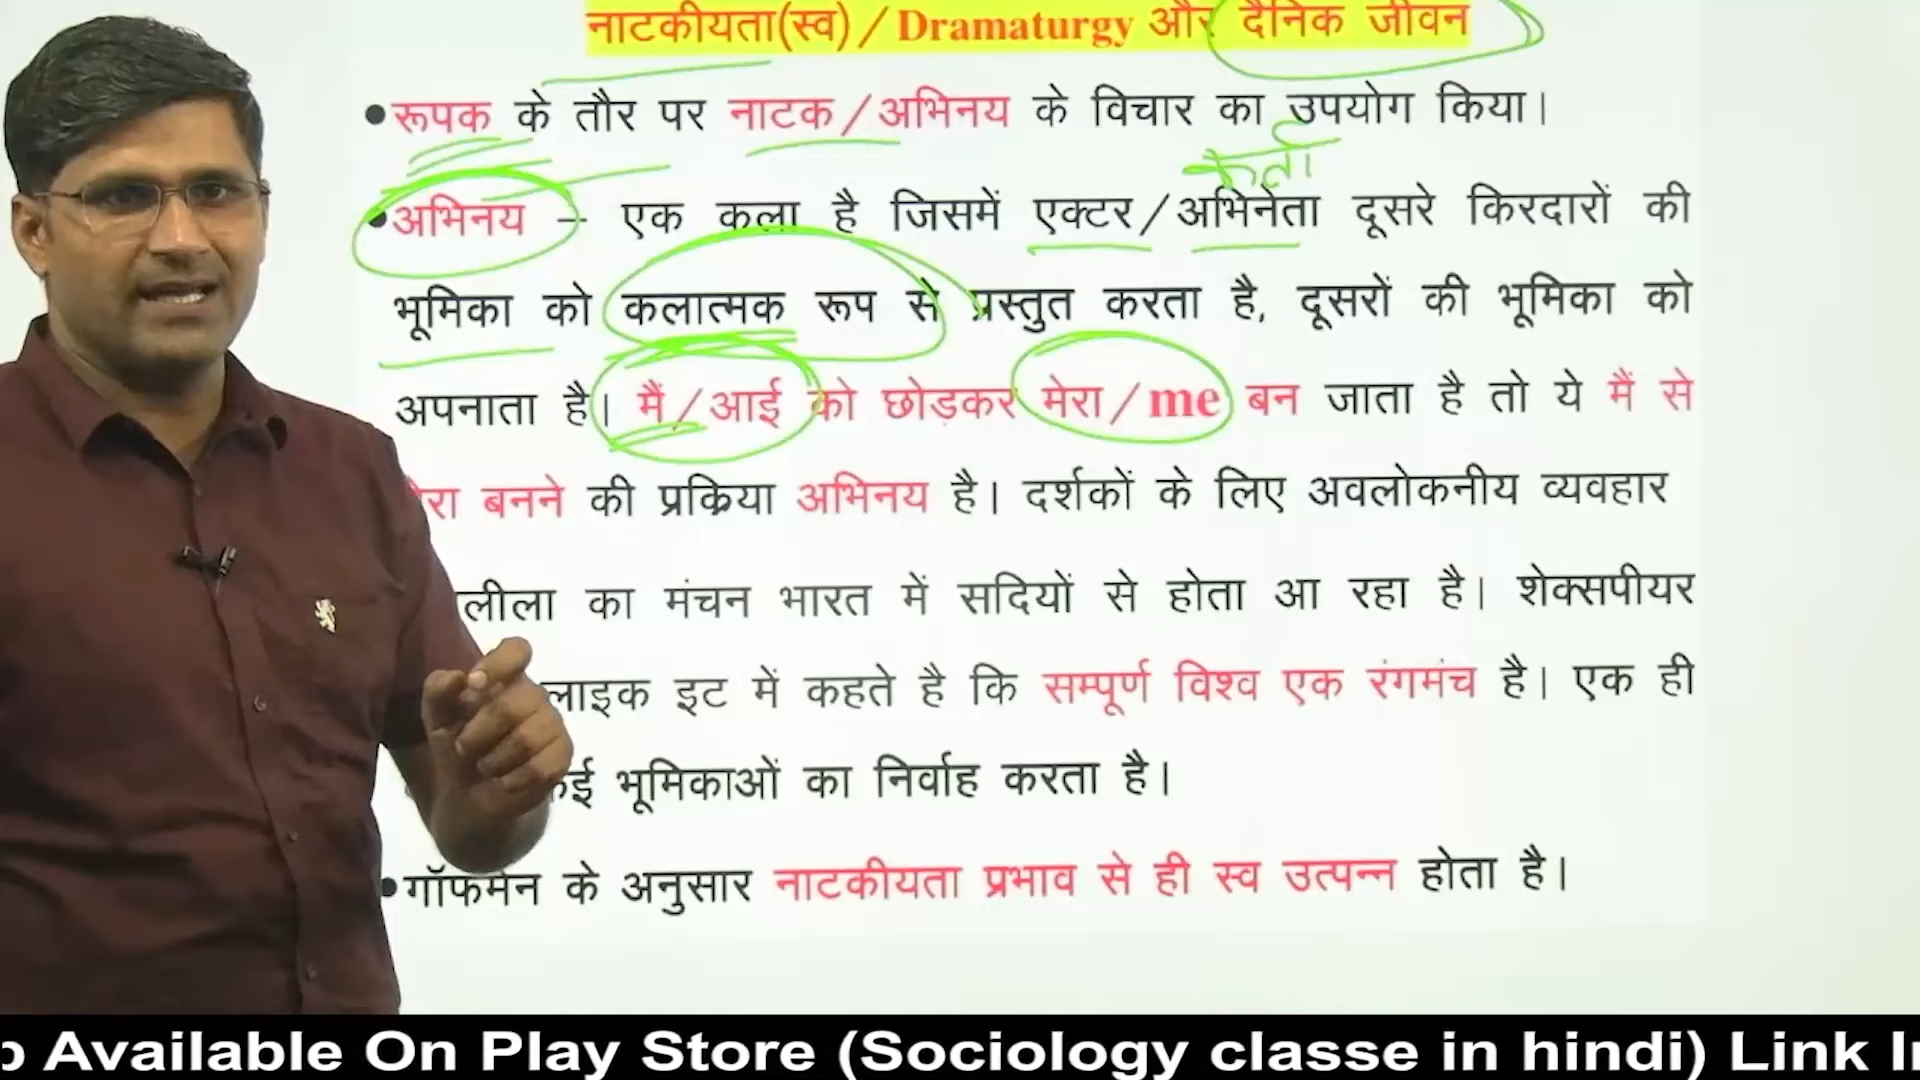 नाटकीयता(स्व)/Dramaturgy और दैनिक जीवन
•रूपक के तौर पर नाटक/अभिनय के विचार का उपयोग किया।
कर्ता
•अभिनय – एक कला है जिसमें एक्टर/अभिनेता दूसरे किरदारों की
भूमिका को कलात्मक रूप से प्रस्तुत करता है, दूसरों की भूमिका को
अपनाता है। मैं/आई को छोड़कर मेरा/me बन जाता है तो ये मैं से
बनने की प्रक्रिया अभिनय है। दर्शकों के लिए अवलोकनीय व्यवहार
लीला का मंचन भारत में सदियों से होता आ रहा है। शेक्सपीयर
लाइक इट में कहते है कि सम्पूर्ण विश्व एक रंगमंच है। एक ही
भूमिकाओं का निर्वाह करता है।
•गॉफमेन के अनुसार नाटकीयता प्रभाव से ही स्व उत्पन्न होता है।
Available On Play Store (Sociology classe in hindi) Link